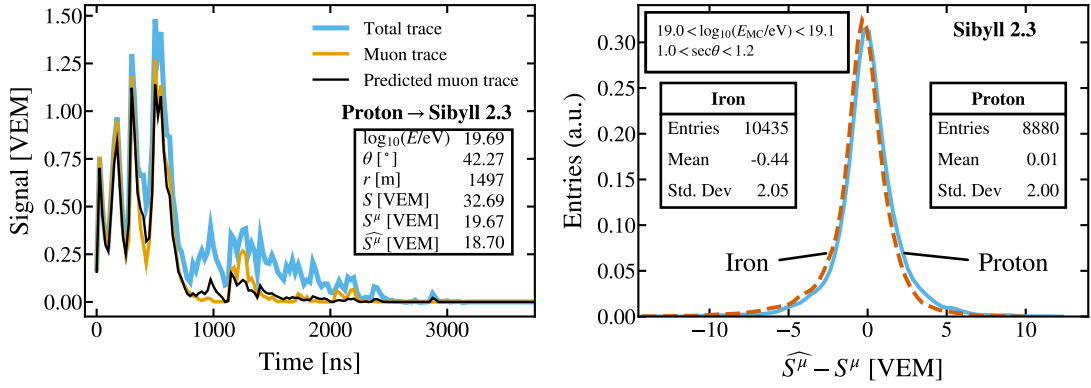 Signal [VEM]
1.50
1.25
1.00
0.75
0.50
0.25
0.00
0 1000 2000 3000
Time [ns]
Total trace
Muon trace
Predicted muon trace
Proton → Sibyll 2.3
log₁₀(E/eV) 19.69
θ [°] 42.27
r [m] 1497
S [VEM] 32.69
S^μ [VEM] 19.67
\widehat{S^μ} [VEM] 18.70
Entries (a.u.)
0.30
0.25
0.20
0.15
0.10
0.05
0.00
−10 −5 0 5 10
\widehat{S^μ} − S^μ [VEM]
19.0 < log₁₀(E_MC/eV) < 19.1
1.0 < secθ < 1.2
Sibyll 2.3
Iron
Entries 10435
Mean -0.44
Std. Dev 2.05
Proton
Entries 8880
Mean 0.01
Std. Dev 2.00
Iron
Proton